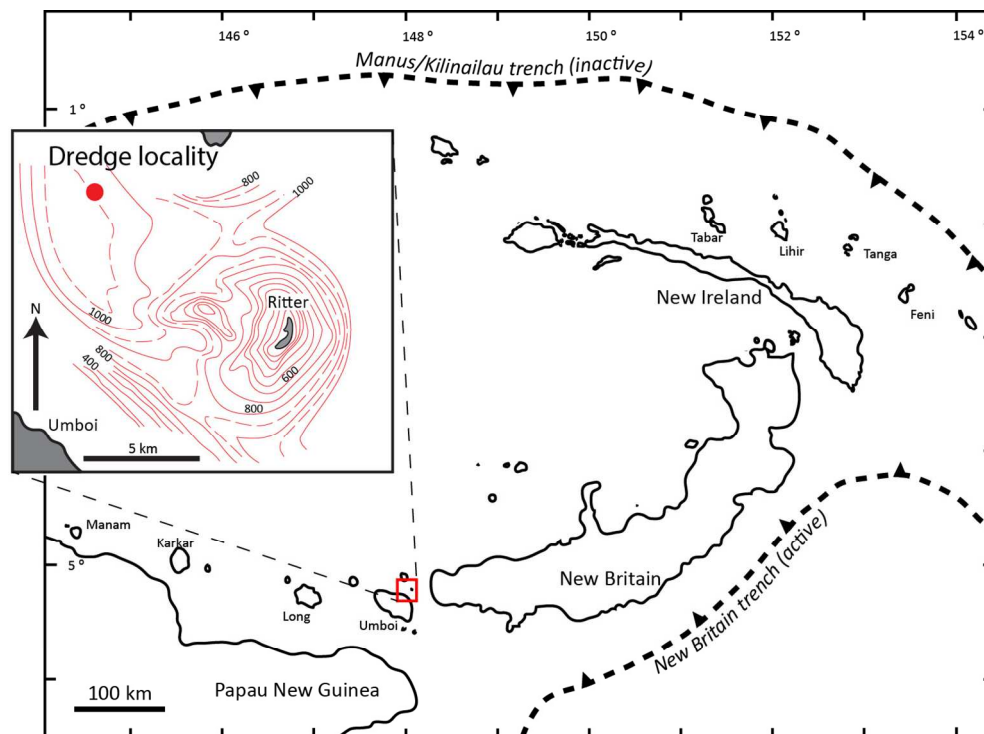 146 °
148 °
150 °
152 °
154 °
Manus/Kilinailau trench (inactive)
1 °
Dredge locality
800
1000
Ritter
N
1000
800
400
600
800
Umboi
5 km
Tabar
Lihir
Tanga
New Ireland
Feni
Manam
Karkar
5 °
Long
Umboi
New Britain
New Britain trench (active)
Papau New Guinea
100 km